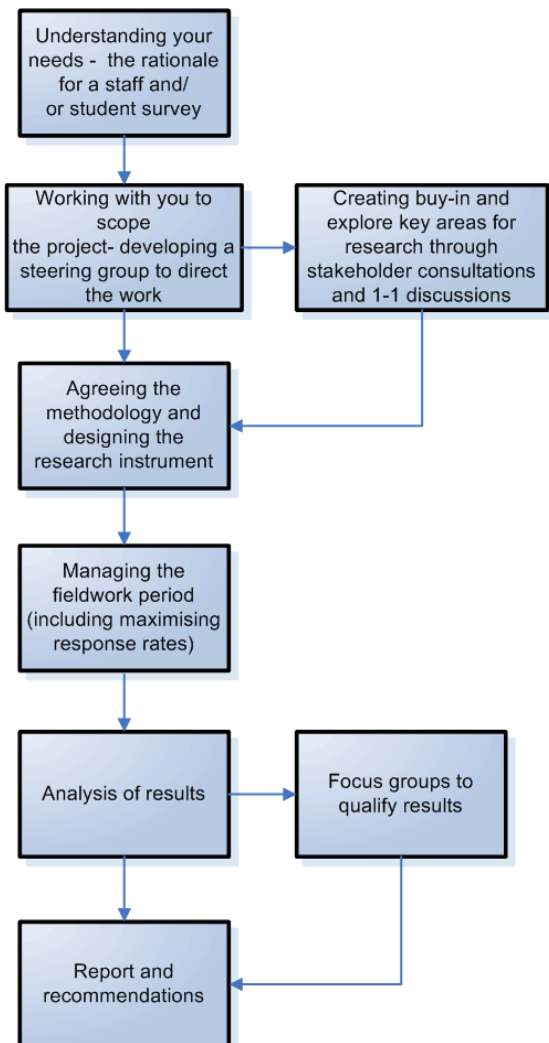 Understanding your
needs - the rationale
for a staff and/
or student survey
Working with you to
scope
the project- developing a
steering group to direct
the work
Creating buy-in and
explore key areas for
research through
stakeholder consultations
and 1-1 discussions
Agreeing the
methodology and
designing the
research instrument
Managing the
fieldwork period
(including maximising
response rates)
Analysis of results
Focus groups to
qualify results
Report and
recommendations